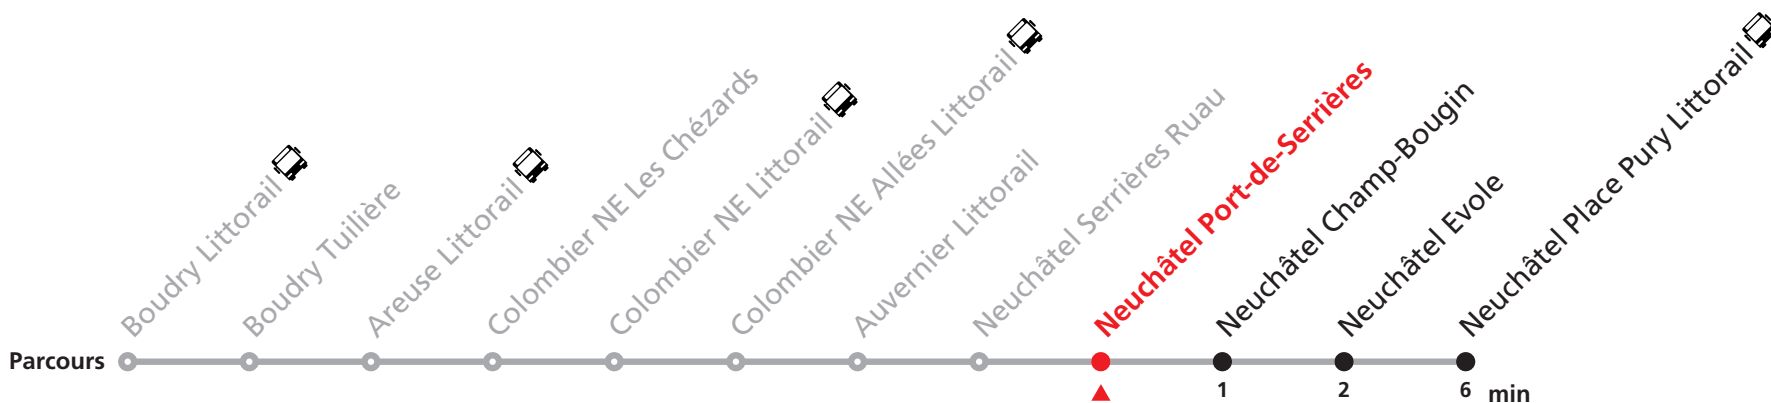 Boudry Littorail
Boudry Tuilière
Areuse Littorail
Colombier NE Les Chézards
Colombier NE Littorail
Colombier NE Allées Littorail
Auvernier Littorail
Neuchâtel Serrières Ruau
Neuchâtel Port-de-Serrières
Neuchâtel Champ-Bougin
Neuchâtel Evole
Neuchâtel Place Pury Littorail
Parcours
1 2 6 min